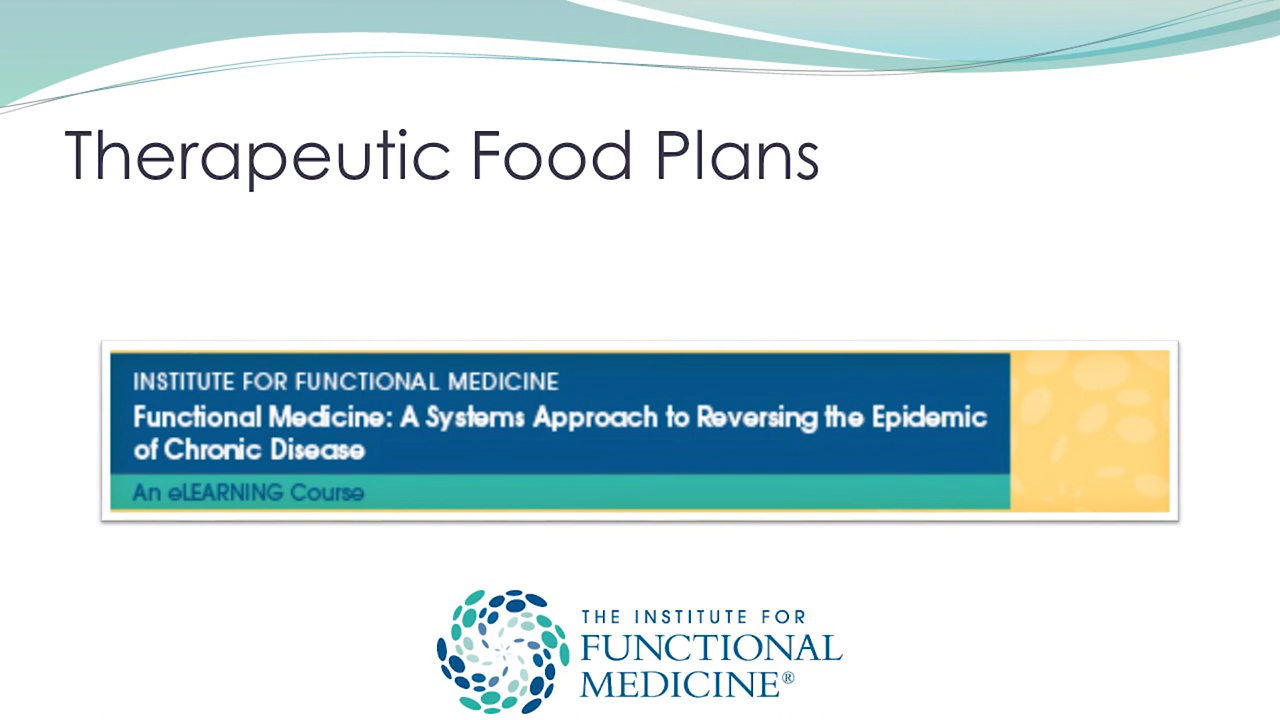 Therapeutic Food Plans
INSTITUTE FOR FUNCTIONAL MEDICINE
Functional Medicine: A Systems Approach to Reversing the Epidemic
of Chronic Disease
An eLEARNING Course
THE INSTITUTE FOR
FUNCTIONAL
MEDICINE®